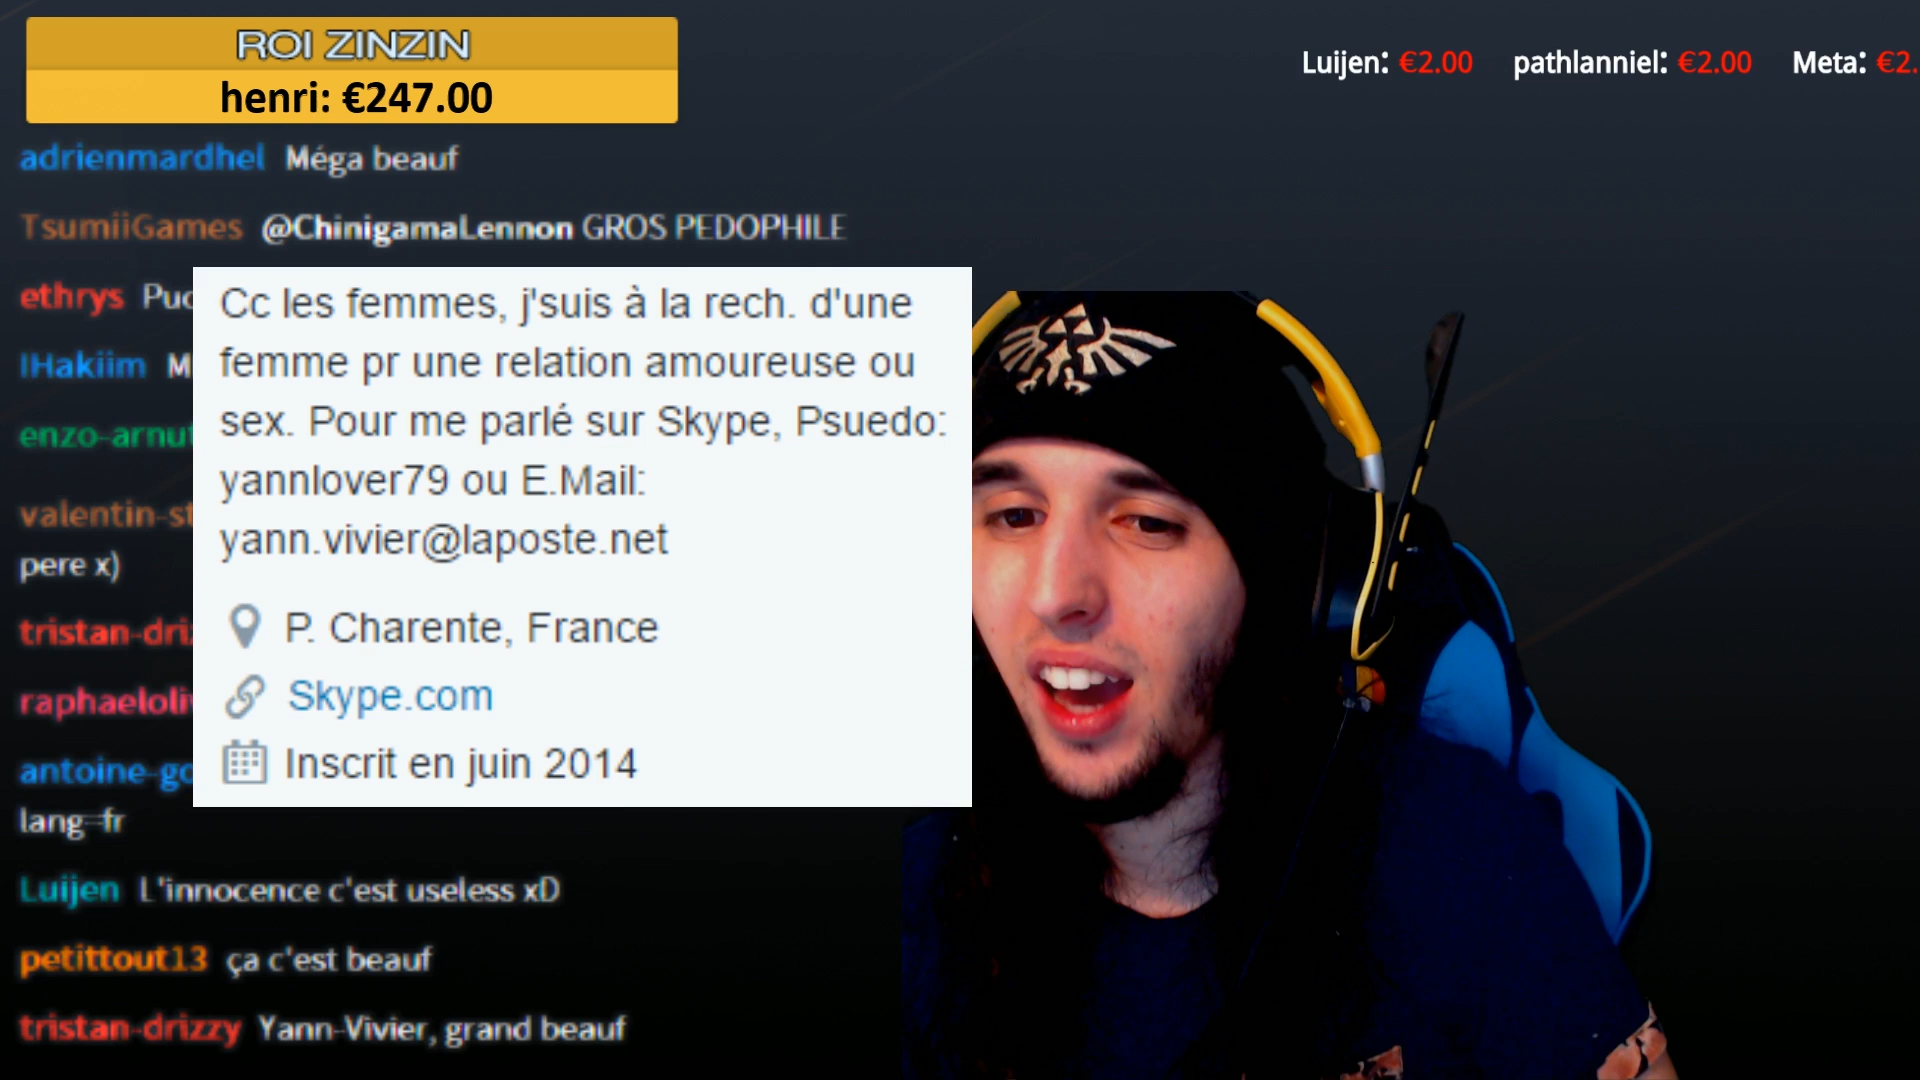 ROI ZINZIN
henri: €247.00
Luijen: €2.00 pathlanniel: €2.00 Meta: €2.
adrienmardhel Méga beauf
TsumiiGames @ChinigamaLennon GROS PEDOPHILE
ethrys
IHakiim
valentin-st
pere x)
Cc les femmes, j'suis à la rech. d'une
femme pr une relation amoureuse ou
sex. Pour me parlé sur Skype, Psuedo:
yannlover79 ou E.Mail:
yann.vivier@laposte.net
P. Charente, France
Skype.com
Inscrit en juin 2014
lang=fr
Luijen L'innocence c'est useless xD
petittout13 ça c'est beauf
tristan-drizzy Yann-Vivier, grand beauf